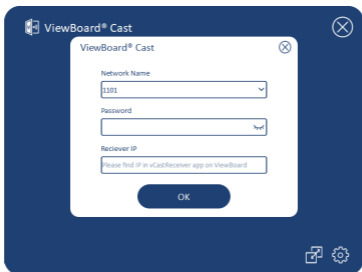 ViewBoard® Cast
ViewBoard® Cast
Network Name
1101
Password
Reciever IP
Please find IP in vCastReceiver app on ViewBoard
OK